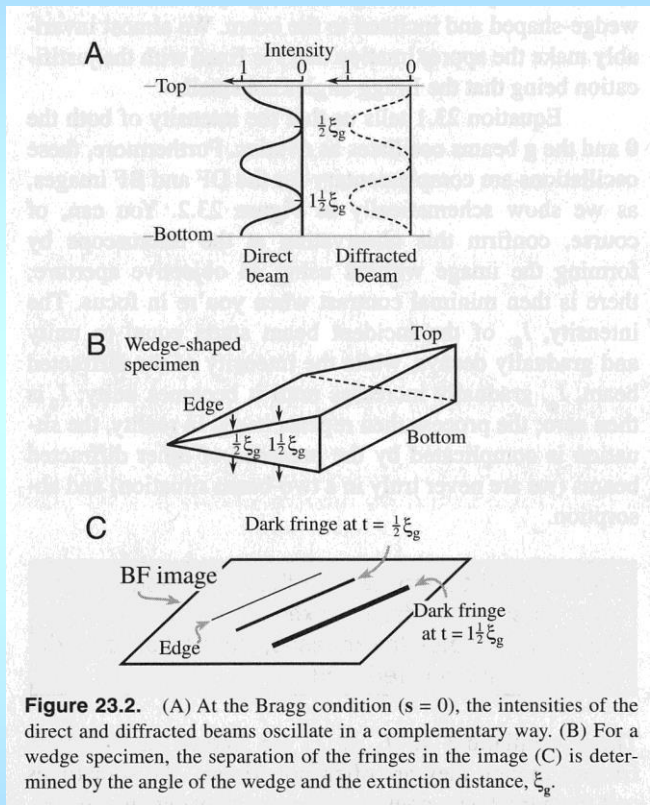 A
Intensity
1 0 1 0
Top
½ξg
1½ξg
Bottom
Direct beam
Diffracted beam
B
Wedge-shaped
specimen
Top
Edge
½ξg 1½ξg
Bottom
C
Dark fringe at t = ½ξg
BF image
Edge
Dark fringe
at t = 1½ξg
Figure 23.2. (A) At the Bragg condition (s = 0), the intensities of the
direct and diffracted beams oscillate in a complementary way. (B) For a
wedge specimen, the separation of the fringes in the image (C) is deter-
mined by the angle of the wedge and the extinction distance, ξg.